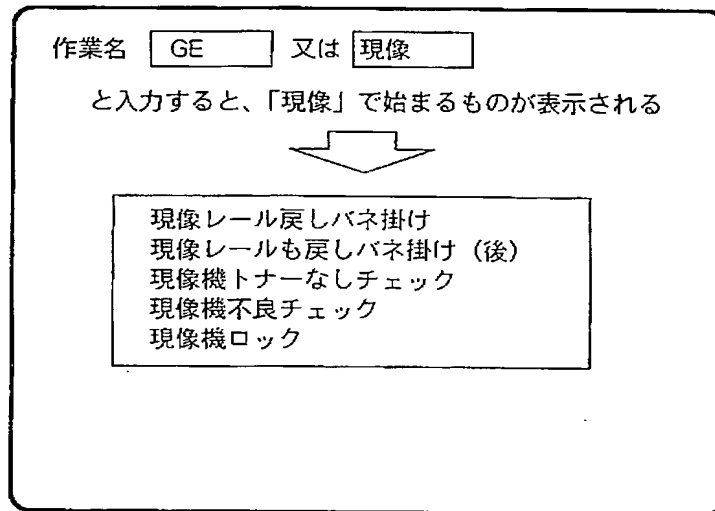 作業名 GE 又は 現像
と入力すると、「現像」で始まるものが表示される
現像レール戻しバネ掛け
現像レールも戻しバネ掛け（後）
現像機トナーなしチェック
現像機不良チェック
現像機ロック